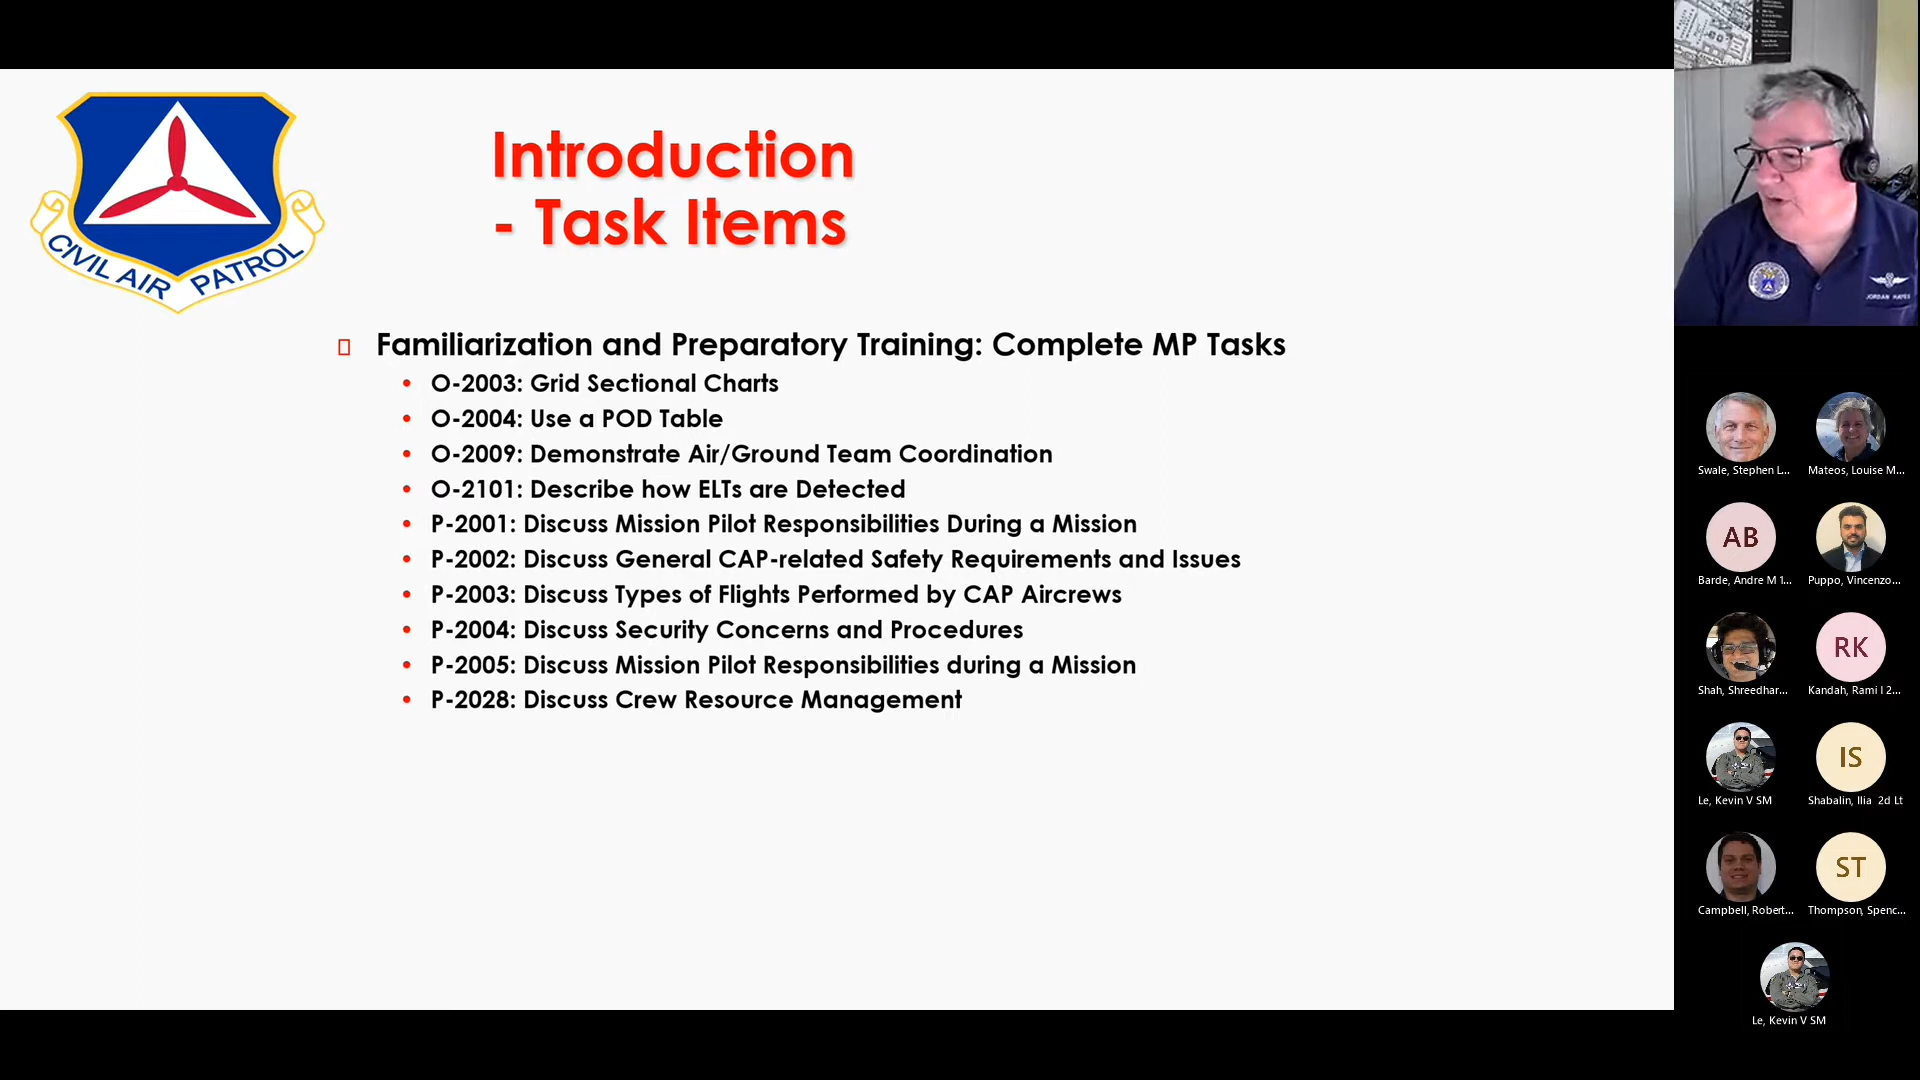 CIVIL AIR PATROL
Introduction
- Task Items
Familiarization and Preparatory Training: Complete MP Tasks
• O-2003: Grid Sectional Charts
• O-2004: Use a POD Table
• O-2009: Demonstrate Air/Ground Team Coordination
• O-2101: Describe how ELTs are Detected
• P-2001: Discuss Mission Pilot Responsibilities During a Mission
• P-2002: Discuss General CAP-related Safety Requirements and Issues
• P-2003: Discuss Types of Flights Performed by CAP Aircrews
• P-2004: Discuss Security Concerns and Procedures
• P-2005: Discuss Mission Pilot Responsibilities during a Mission
• P-2028: Discuss Crew Resource Management
JORDAN HAYES
Swale, Stephen L...
Mateos, Louise M...
AB
Barde, Andre M 1...
Puppo, Vincenzo...
Shah, Shreedhar...
RK
Kandah, Rami I 2...
Le, Kevin V SM
IS
Shabalin, Ilia 2d Lt
Campbell, Robert...
ST
Thompson, Spenc...
Le, Kevin V SM